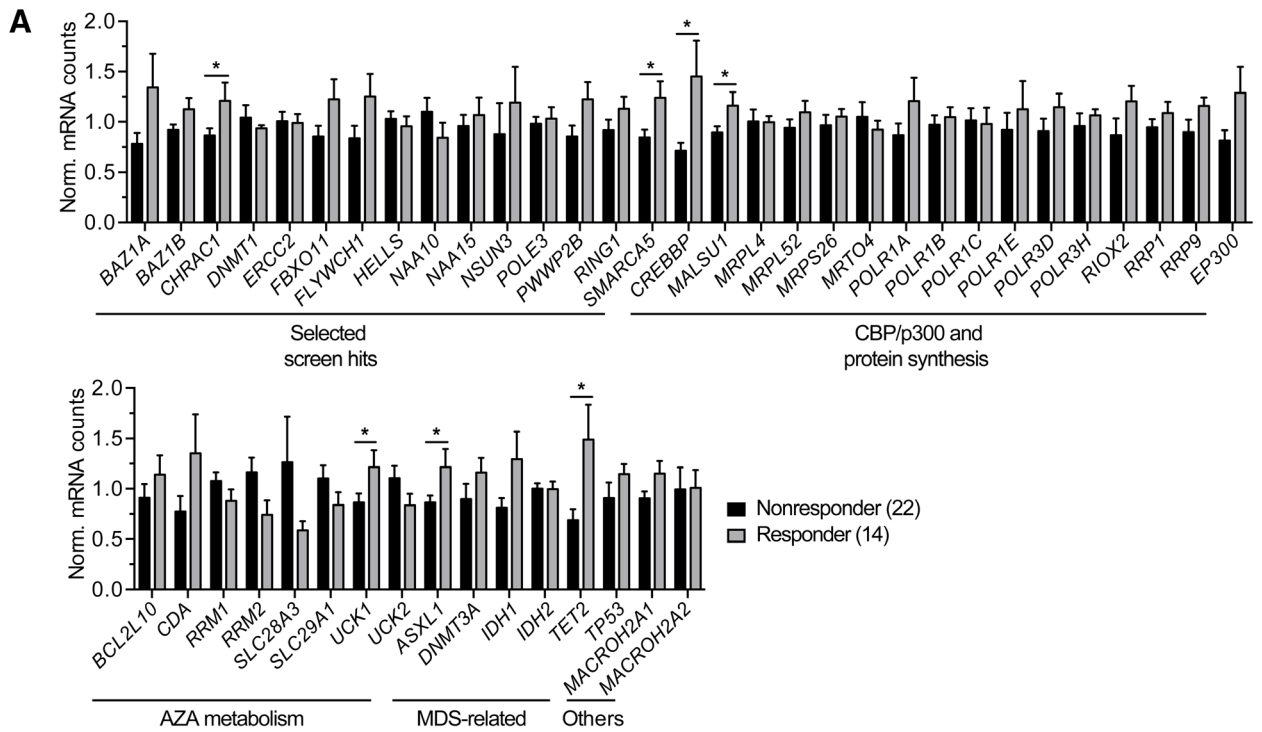 A
Norm. mRNA counts
2.0
1.5
1.0
0.5
0.0
* * * *
BAZ1A BAZ1B CHRAC1 DNMT1 ERCC2 FBXO11 FLYWCH1 HELLS NAA10 NAA15 NSUN3 POLE3 PWWP2B RING1 SMARCA5 CREBBP MALSU1 MRPL4 MRPL52 MRPS26 MRTO4 POLR1A POLR1B POLR1C POLR1E POLR3D POLR3H RIOX2 RRP1 RRP9 EP300
Selected
screen hits
CBP/p300 and
protein synthesis
Norm. mRNA counts
2.0
1.5
1.0
0.5
0.0
* * *
BCL2L10 CDA RRM1 RRM2 SLC28A3 SLC29A1 UCK1 UCK2 ASXL1 DNMT3A IDH1 IDH2 TET2 TP53 MACROH2A1 MACROH2A2
AZA metabolism
MDS-related
Others
Nonresponder (22)
Responder (14)